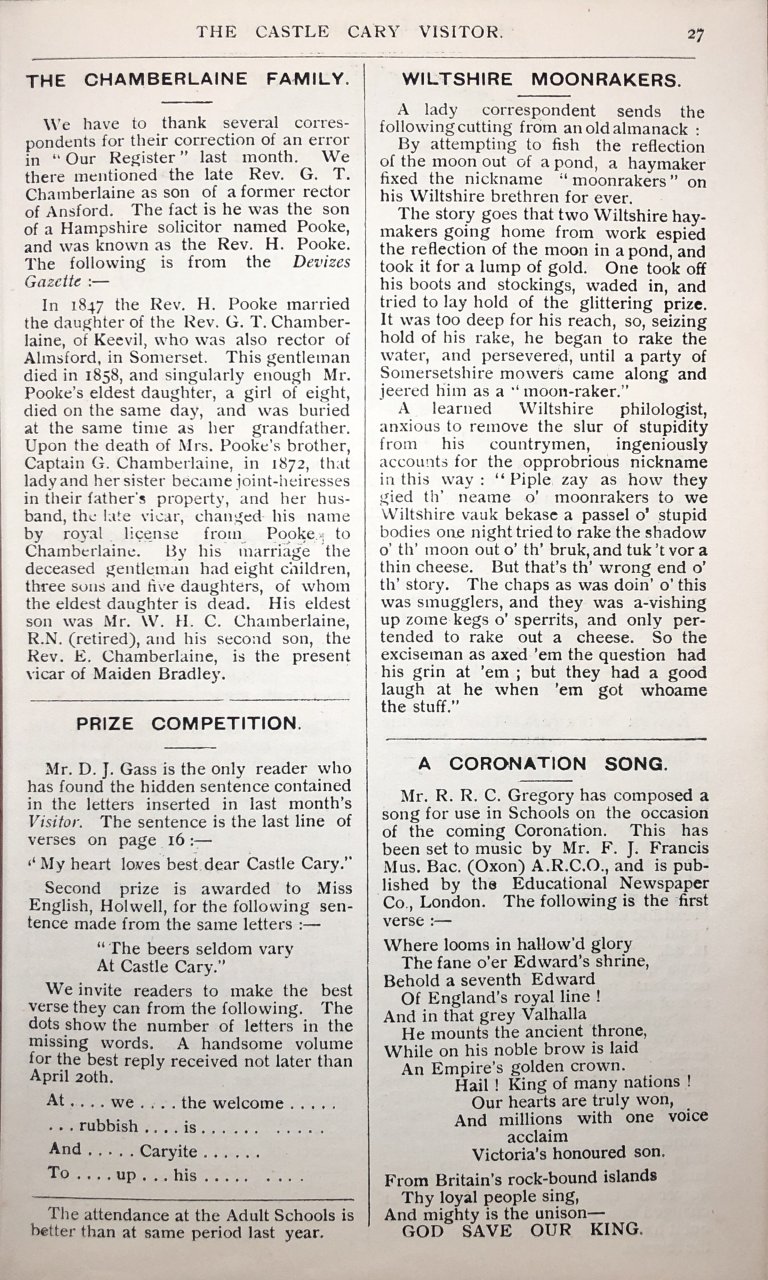 THE CASTLE CARY VISITOR.
27
THE CHAMBERLAINE FAMILY.
We have to thank several corres-
pondents for their correction of an error
in "Our Register" last month. We
there mentioned the late Rev. G. T.
Chamberlaine as son of a former rector
of Ansford. The fact is he was the son
of a Hampshire solicitor named Pooke,
and was known as the Rev. H. Pooke.
The following is from the Devizes
Gazette :—
In 1847 the Rev. H. Pooke married
the daughter of the Rev. G. T. Chamber-
laine, of Keevil, who was also rector of
Almsford, in Somerset. This gentleman
died in 1858, and singularly enough Mr.
Pooke's eldest daughter, a girl of eight,
died on the same day, and was buried
at the same time as her grandfather.
Upon the death of Mrs. Pooke's brother,
Captain G. Chamberlaine, in 1872, that
lady and her sister became joint-heiresses
in their father's property, and her hus-
band, the late vicar, changed his name
by royal license from Pooke to
Chamberlaine. By his marriage the
deceased gentleman had eight children,
three sons and five daughters, of whom
the eldest daughter is dead. His eldest
son was Mr. W. H. C. Chamberlaine,
R.N. (retired), and his second son, the
Rev. E. Chamberlaine, is the present
vicar of Maiden Bradley.
PRIZE COMPETITION.
Mr. D. J. Gass is the only reader who
has found the hidden sentence contained
in the letters inserted in last month's
Visitor. The sentence is the last line of
verses on page 16 :—
"My heart loves best dear Castle Cary."
Second prize is awarded to Miss
English, Holwell, for the following sen-
tence made from the same letters :—
"The beers seldom vary
At Castle Cary."
We invite readers to make the best
verse they can from the following. The
dots show the number of letters in the
missing words. A handsome volume
for the best reply received not later than
April 20th.
At . . . . we . . . . the welcome . . . . .
. . . rubbish . . . . is . . . . . . . . . . .
And . . . . . Caryite . . . . . .
To . . . . up . . . his . . . . . . . . .
The attendance at the Adult Schools is
better than at same period last year.
WILTSHIRE MOONRAKERS.
A lady correspondent sends the
following cutting from an old almanack :
By attempting to fish the reflection
of the moon out of a pond, a haymaker
fixed the nickname "moonrakers" on
his Wiltshire brethren for ever.
The story goes that two Wiltshire hay-
makers going home from work espied
the reflection of the moon in a pond, and
took it for a lump of gold. One took off
his boots and stockings, waded in, and
tried to lay hold of the glittering prize.
It was too deep for his reach, so, seizing
hold of his rake, he began to rake the
water, and persevered, until a party of
Somersetshire mowers came along and
jeered him as a "moon-raker."
A learned Wiltshire philologist,
anxious to remove the slur of stupidity
from his countrymen, ingeniously
accounts for the opprobrious nickname
in this way : "Piple zay as how they
gied th' neame o' moonrakers to we
Wiltshire vauk bekase a passel o' stupid
bodies one night tried to rake the shadow
o' th' moon out o' th' bruk, and tuk 't vor a
thin cheese. But that's th' wrong end o'
th' story. The chaps as was doin' o' this
was smugglers, and they was a-vishing
up zome kegs o' sperrits, and only per-
tended to rake out a cheese. So the
exciseman as axed 'em the question had
his grin at 'em ; but they had a good
laugh at he when 'em got whoame
the stuff."
A CORONATION SONG.
Mr. R. R. C. Gregory has composed a
song for use in Schools on the occasion
of the coming Coronation. This has
been set to music by Mr. F. J. Francis
Mus. Bac. (Oxon) A.R.C.O., and is pub-
lished by the Educational Newspaper
Co., London. The following is the first
verse :—
Where looms in hallow'd glory
The fane o'er Edward's shrine,
Behold a seventh Edward
Of England's royal line !
And in that grey Valhalla
He mounts the ancient throne,
While on his noble brow is laid
An Empire's golden crown.
Hail ! King of many nations !
Our hearts are truly won,
And millions with one voice
acclaim
Victoria's honoured son.
From Britain's rock-bound islands
Thy loyal people sing,
And mighty is the unison—
GOD SAVE OUR KING.